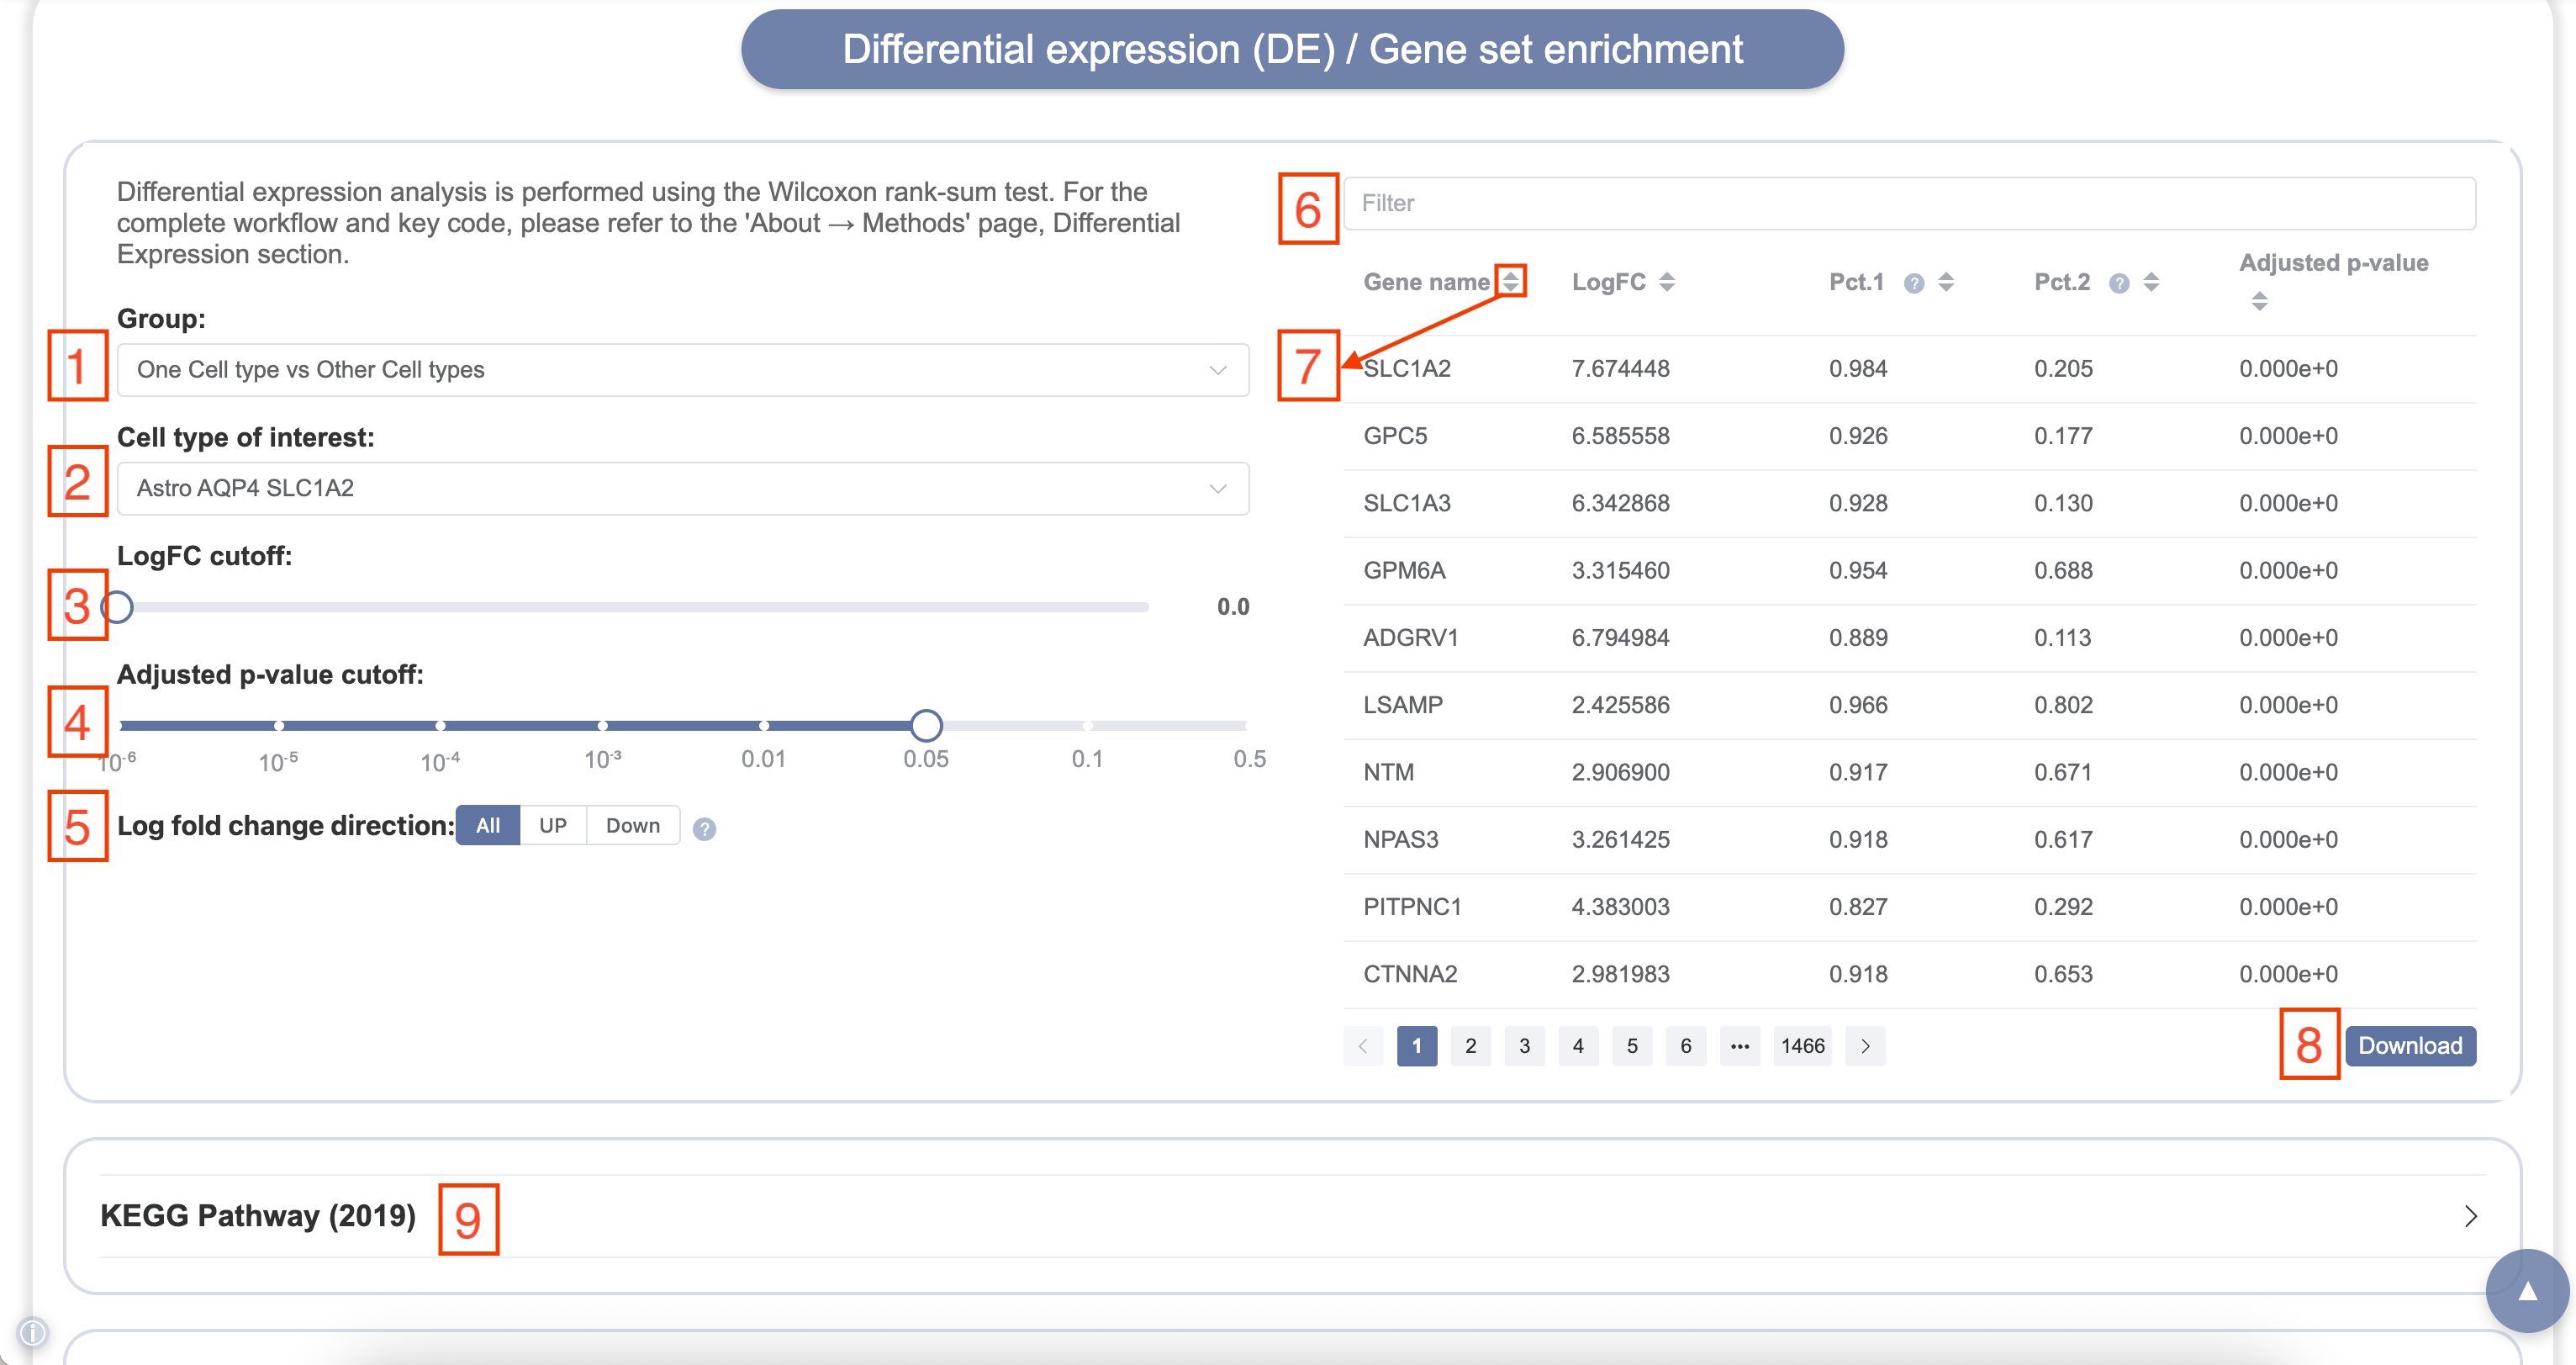 Differential expression (DE) / Gene set enrichment
Differential expression analysis is performed using the Wilcoxon rank-sum test. For the
complete workflow and key code, please refer to the 'About → Methods' page, Differential
Expression section.
Group:
1
One Cell type vs Other Cell types
Cell type of interest:
2
Astro AQP4 SLC1A2
LogFC cutoff:
3
0.0
Adjusted p-value cutoff:
4
10-6 10-5 10-4 10-3 0.01 0.05 0.1 0.5
5
Log fold change direction: All UP Down ?
6
Filter
Gene name LogFC Pct.1 ? Pct.2 ? Adjusted p-value
7
SLC1A2 7.674448 0.984 0.205 0.000e+0
GPC5 6.585558 0.926 0.177 0.000e+0
SLC1A3 6.342868 0.928 0.130 0.000e+0
GPM6A 3.315460 0.954 0.688 0.000e+0
ADGRV1 6.794984 0.889 0.113 0.000e+0
LSAMP 2.425586 0.966 0.802 0.000e+0
NTM 2.906900 0.917 0.671 0.000e+0
NPAS3 3.261425 0.918 0.617 0.000e+0
PITPNC1 4.383003 0.827 0.292 0.000e+0
CTNNA2 2.981983 0.918 0.653 0.000e+0
1 2 3 4 5 6 ••• 1466
8
Download
KEGG Pathway (2019)
9